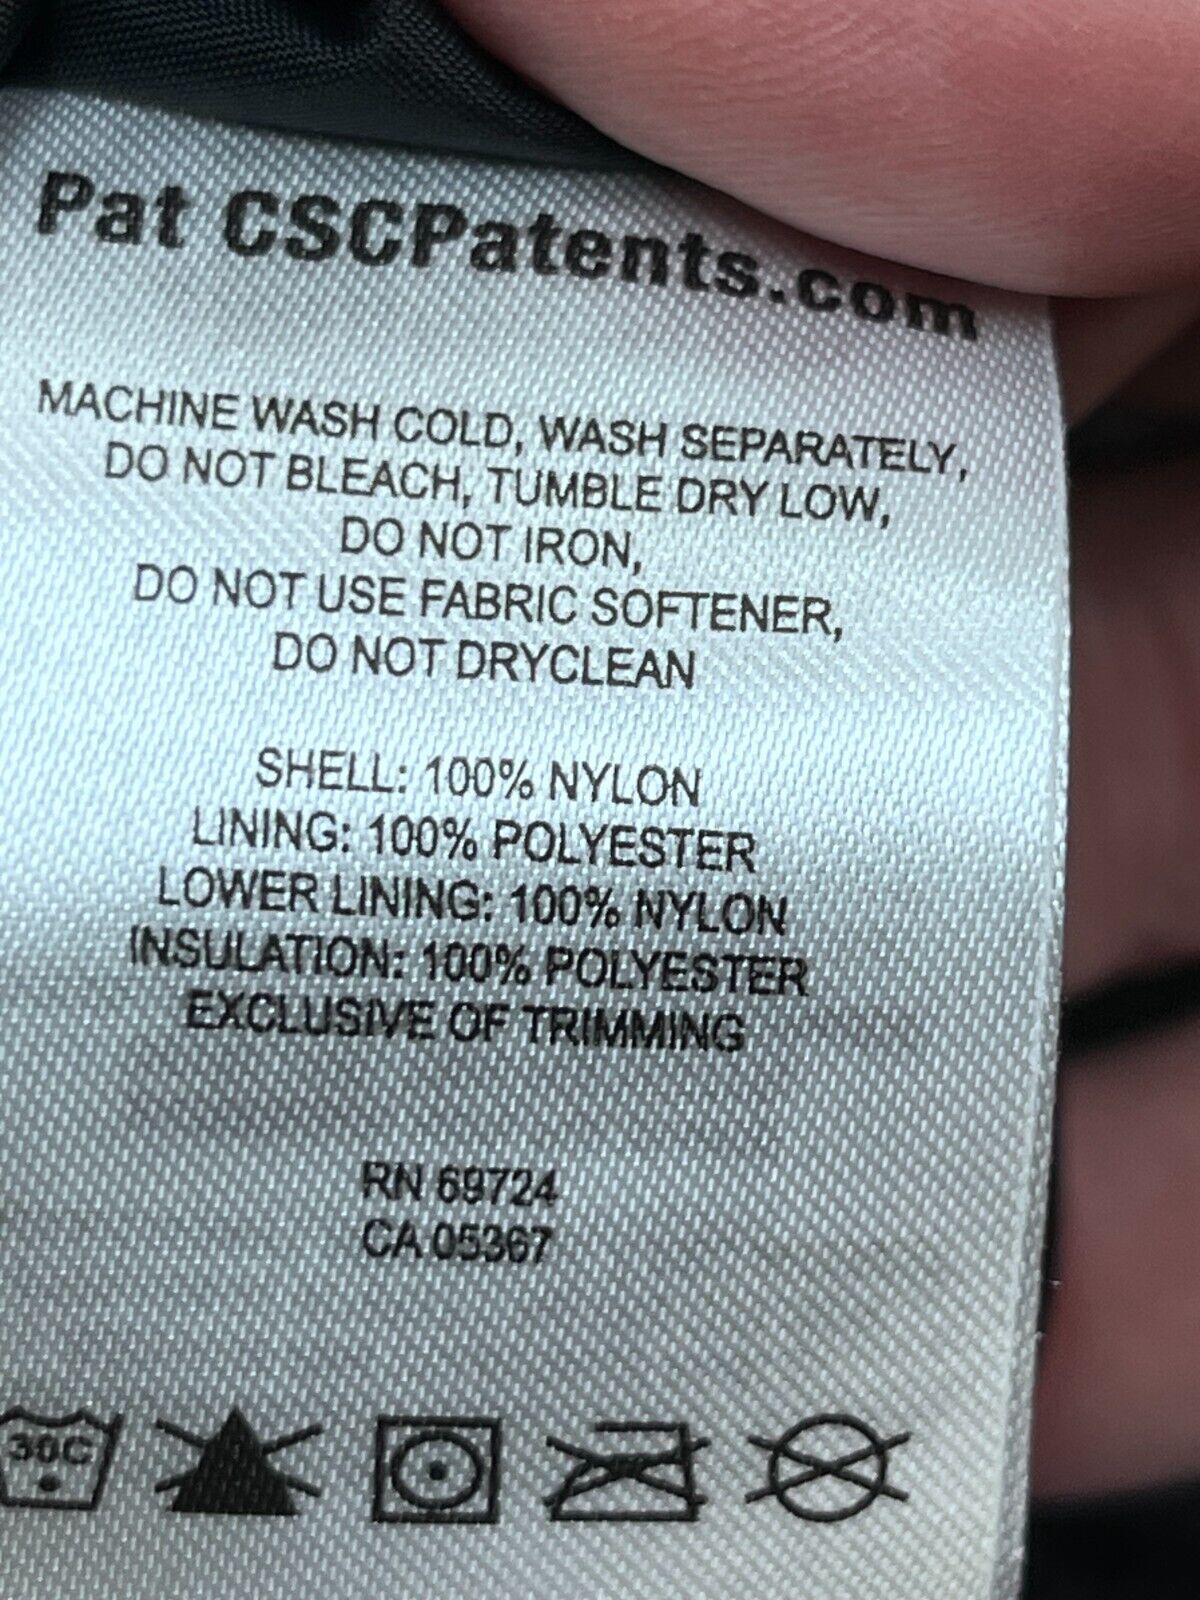 Pat CSCPatents.com
MACHINE WASH COLD, WASH SEPARATELY,
DO NOT BLEACH, TUMBLE DRY LOW,
DO NOT IRON,
DO NOT USE FABRIC SOFTENER,
DO NOT DRYCLEAN
SHELL: 100% NYLON
LINING: 100% POLYESTER
LOWER LINING: 100% NYLON
INSULATION: 100% POLYESTER
EXCLUSIVE OF TRIMMING
RN 69724
CA 05367
30C